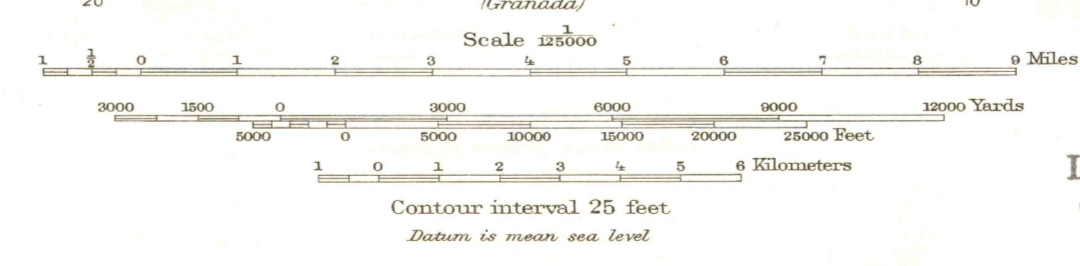 (Granada)
Scale 1/125000
1 ½ 0 1 2 3 4 5 6 7 8 9 Miles
3000 1500 0 3000 6000 9000 12000 Yards
5000 0 5000 10000 15000 20000 25000 Feet
1 0 1 2 3 4 5 6 Kilometers
Contour interval 25 feet
Datum is mean sea level